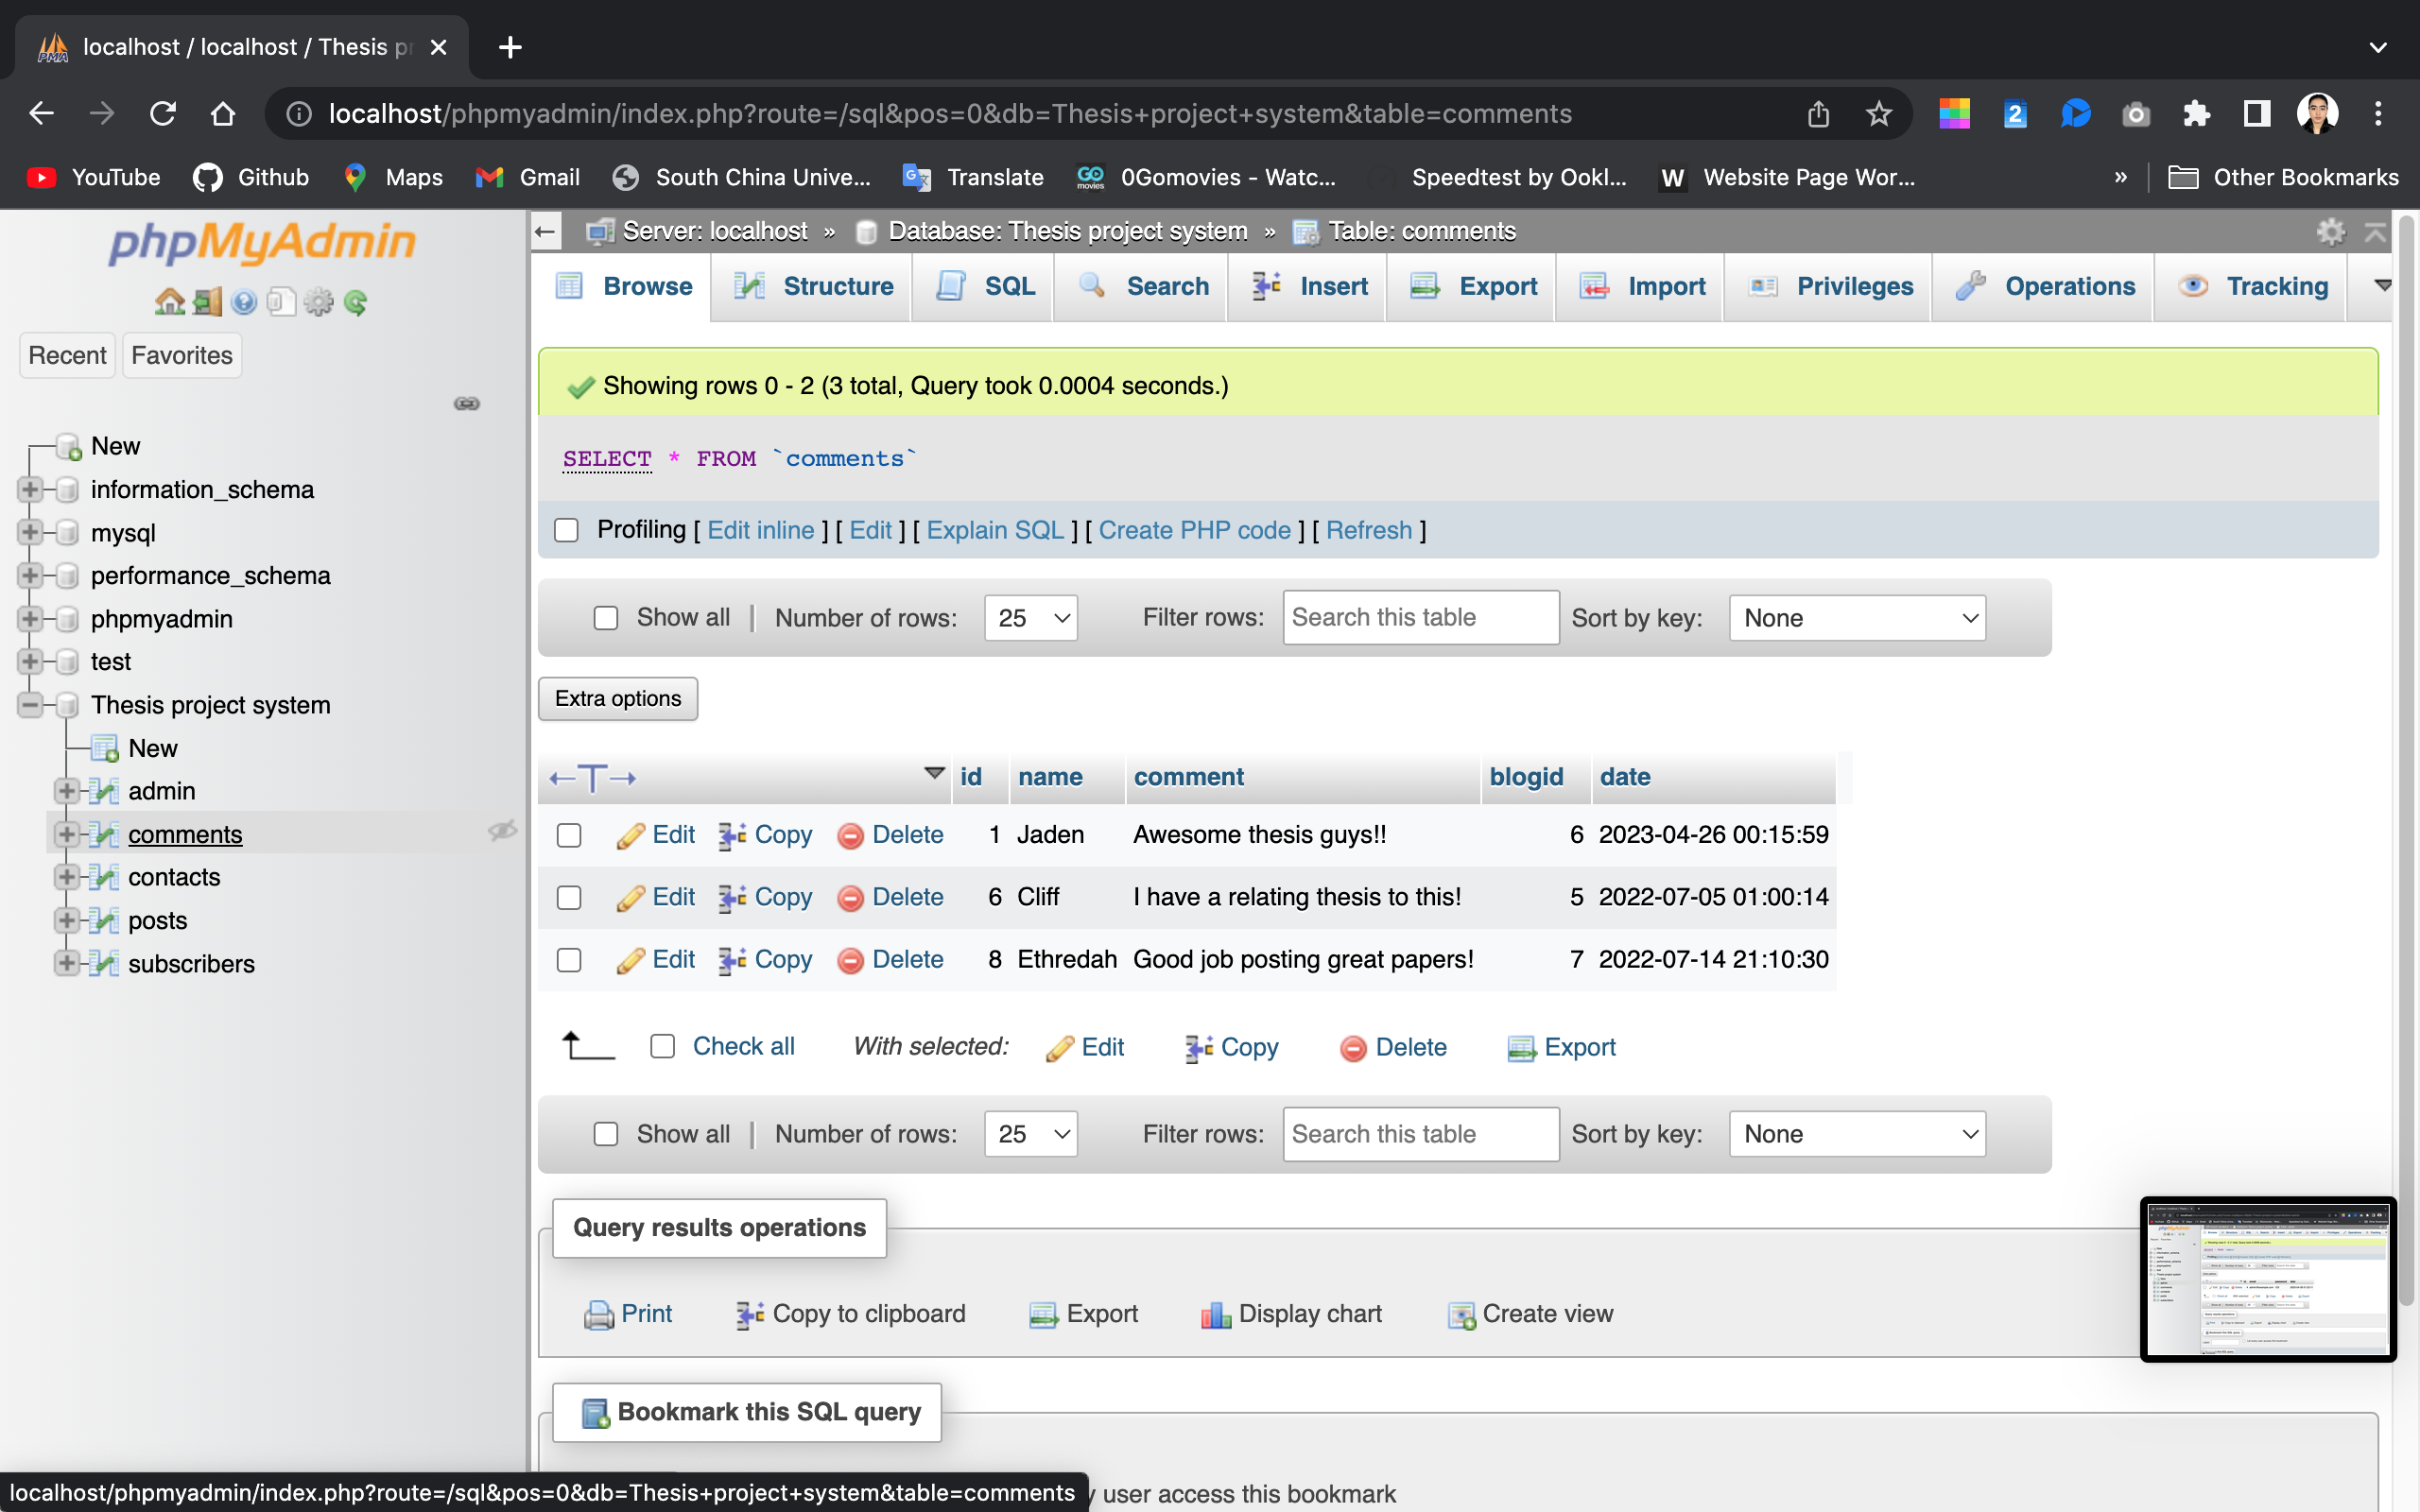 localhost / localhost / Thesis pr
localhost/phpmyadmin/index.php?route=/sql&pos=0&db=Thesis+project+system&table=comments
2
YouTube Github Maps Gmail South China Unive... Translate 0Gomovies - Watc... Speedtest by Ookl... W Website Page Wor... » Other Bookmarks
phpMyAdmin
Recent Favorites
New
information_schema
mysql
performance_schema
phpmyadmin
test
Thesis project system
New
admin
comments
contacts
posts
subscribers
Server: localhost » Database: Thesis project system » Table: comments
Browse Structure SQL Search Insert Export Import Privileges Operations Tracking
Showing rows 0 - 2 (3 total, Query took 0.0004 seconds.)
SELECT * FROM `comments`
Profiling [ Edit inline ] [ Edit ] [ Explain SQL ] [ Create PHP code ] [ Refresh ]
Show all | Number of rows: 25 Filter rows: Search this table Sort by key: None
Extra options
←T→ id name comment blogid date
Edit Copy Delete 1 Jaden Awesome thesis guys!! 6 2023-04-26 00:15:59
Edit Copy Delete 6 Cliff I have a relating thesis to this! 5 2022-07-05 01:00:14
Edit Copy Delete 8 Ethredah Good job posting great papers! 7 2022-07-14 21:10:30
Check all With selected: Edit Copy Delete Export
Show all | Number of rows: 25 Filter rows: Search this table Sort by key: None
Query results operations
Print Copy to clipboard Export Display chart Create view
Bookmark this SQL query
localhost/phpmyadmin/index.php?route=/sql&pos=0&db=Thesis+project+system&table=comments
user access this bookmark